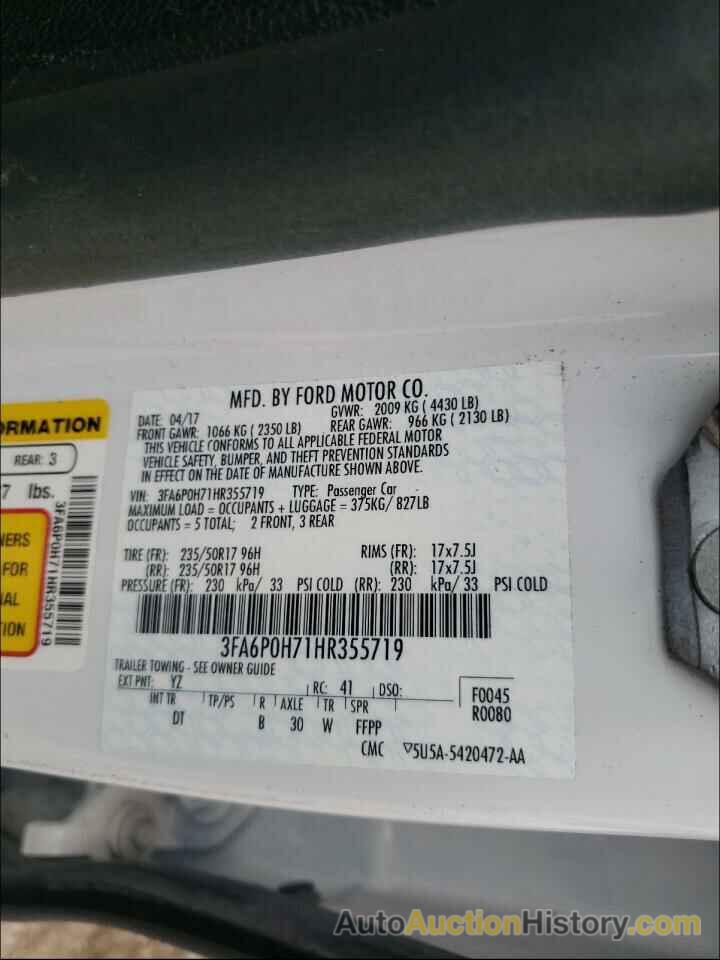 MFD. BY FORD MOTOR CO.
DATE: 04/17 GVWR: 2009 KG ( 4430 LB)
FRONT GAWR: 1066 KG ( 2350 LB) REAR GAWR: 966 KG ( 2130 LB)
THIS VEHICLE CONFORMS TO ALL APPLICABLE FEDERAL MOTOR
VEHICLE SAFETY, BUMPER, AND THEFT PREVENTION STANDARDS
IN EFFECT ON THE DATE OF MANUFACTURE SHOWN ABOVE.
VIN: 3FA6P0H71HR355719 TYPE: Passenger Car
MAXIMUM LOAD = OCCUPANTS + LUGGAGE = 375KG/ 827LB
OCCUPANTS = 5 TOTAL; 2 FRONT, 3 REAR
TIRE (FR): 235/50R17 96H RIMS (FR): 17x7.5J
(RR): 235/50R17 96H (RR): 17x7.5J
PRESSURE (FR): 230 kPa/ 33 PSI COLD (RR): 230 kPa/ 33 PSI COLD
3FA6P0H71HR355719
TRAILER TOWING - SEE OWNER GUIDE
EXT PNT: YZ RC: 41 DSO: F0045
INT TR TP/PS R AXLE TR SPR R0080
DT B 30 W FFPP
CMC ▽5U5A-5420472-AA
ORMATION
REAR: 3
7 lbs.
NERS
FOR
NAL
TION
3FA6P0H71HR355719
AutoAuctionHistory.com